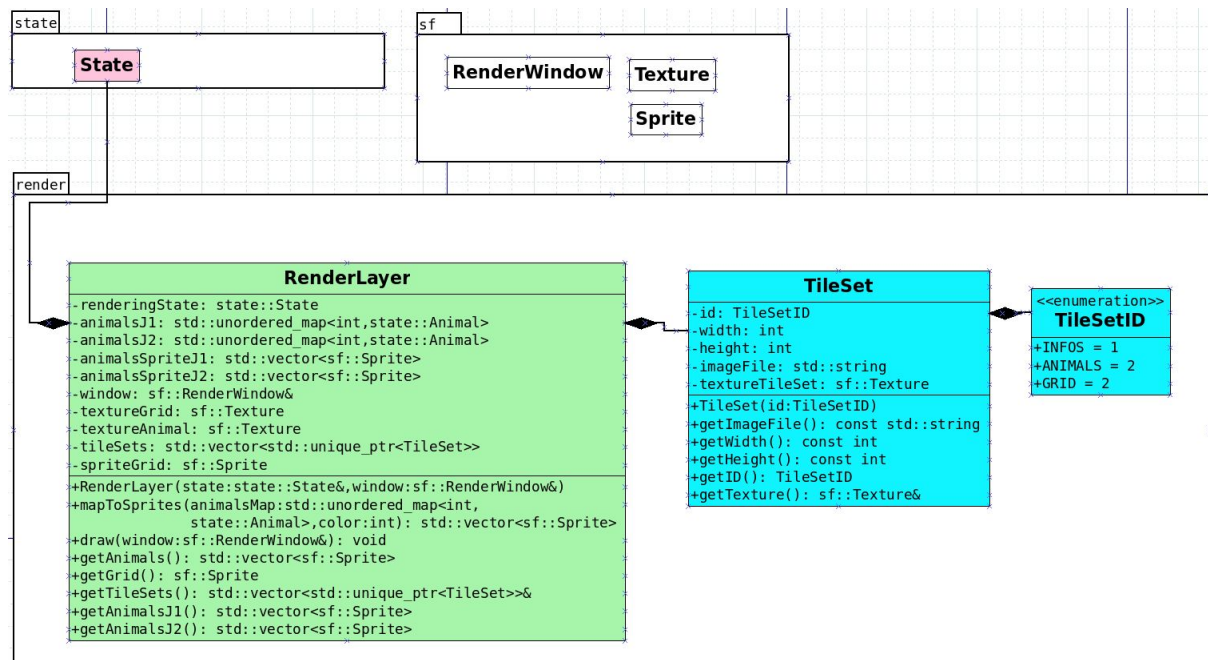 state
State
sf
RenderWindow
Texture
Sprite
render
RenderLayer
-renderingState: state::State
-animalsJ1: std::unordered_map<int,state::Animal>
-animalsJ2: std::unordered_map<int,state::Animal>
-animalsSpriteJ1: std::vector<sf::Sprite>
-animalsSpriteJ2: std::vector<sf::Sprite>
-window: sf::RenderWindow&
-textureGrid: sf::Texture
-textureAnimal: sf::Texture
-tileSets: std::vector<std::unique_ptr<TileSet>>
-spriteGrid: sf::Sprite
+RenderLayer(state:state::State&,window:sf::RenderWindow&)
+mapToSprites(animalsMap:std::unordered_map<int,
state::Animal>,color:int): std::vector<sf::Sprite>
+draw(window:sf::RenderWindow&): void
+getAnimals(): std::vector<sf::Sprite>
+getGrid(): sf::Sprite
+getTileSets(): std::vector<std::unique_ptr<TileSet>>&
+getAnimalsJ1(): std::vector<sf::Sprite>
+getAnimalsJ2(): std::vector<sf::Sprite>
TileSet
-id: TileSetID
-width: int
-height: int
-imageFile: std::string
-textureTileSet: sf::Texture
+TileSet(id:TileSetID)
+getImageFile(): const std::string
+getWidth(): const int
+getHeight(): const int
+getID(): TileSetID
+getTexture(): sf::Texture&
<<enumeration>>
TileSetID
+INFOS = 1
+ANIMALS = 2
+GRID = 2